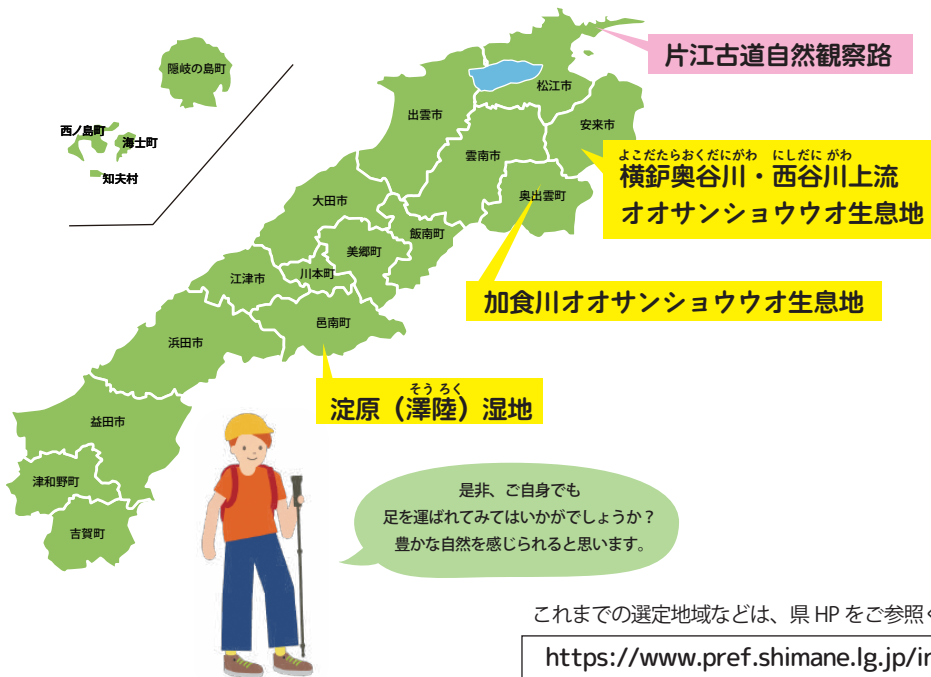 隠岐の島町
西ノ島町
海士町
知夫村
片江古道自然観察路
松江市
出雲市
安来市
雲南市
よこだたらおくだにがわ にしだに がわ
横鈩奥谷川・西谷川上流
オオサンショウウオ生息地
奥出雲町
大田市
飯南町
美郷町
川本町
江津市
加食川オオサンショウウオ生息地
邑南町
浜田市
そう ろく
淀原（澤陸）湿地
益田市
津和野町
吉賀町
是非、ご自身でも
足を運ばれてみてはいかがでしょうか？
豊かな自然を感じられると思います。
これまでの選定地域などは、県 HP をご参照
https://www.pref.shimane.lg.jp/